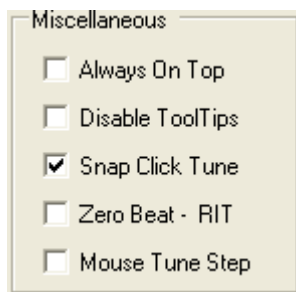 Miscellaneous
Always On Top
Disable ToolTips
Snap Click Tune
Zero Beat - RIT
Mouse Tune Step